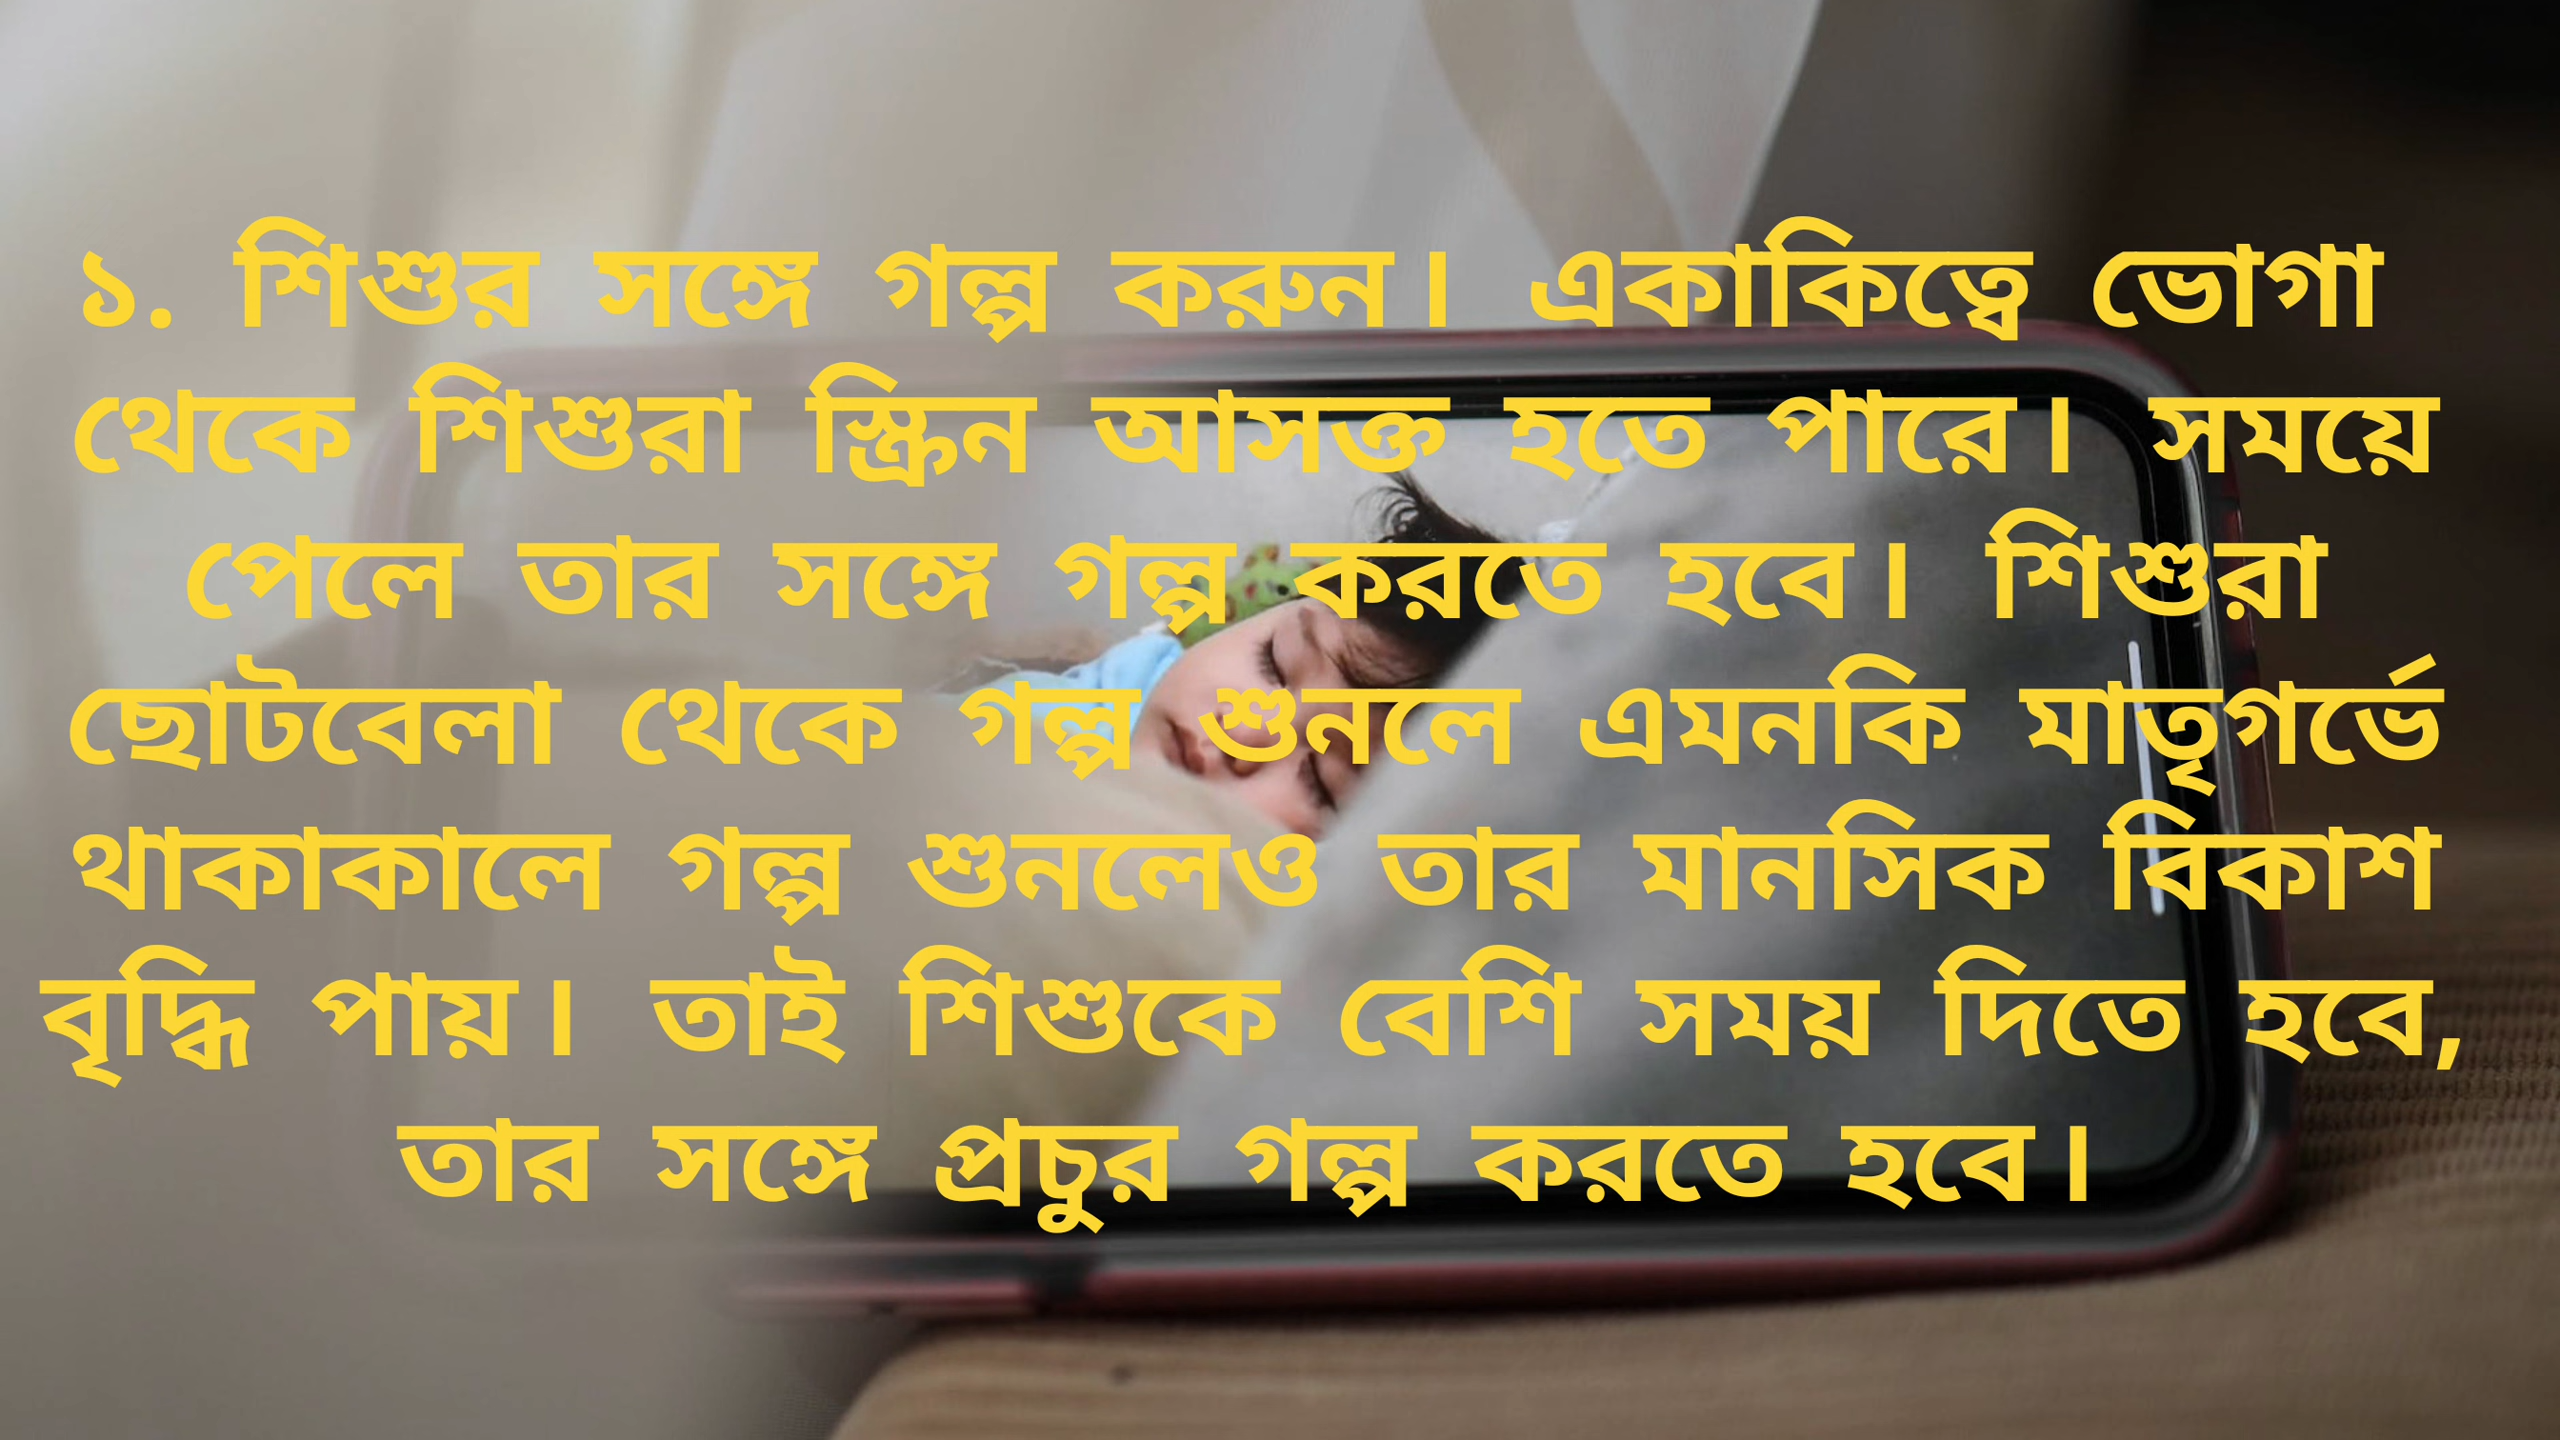 ১. শিশুর সঙ্গে গল্প করুন। একাকিত্বে ভোগা
থেকে শিশুরা স্ক্রিন আসক্ত হতে পারে। সময়ে
পেলে তার সঙ্গে গল্প করতে হবে। শিশুরা
ছোটবেলা থেকে গল্প শুনলে এমনকি মাতৃগর্ভে
থাকাকালে গল্প শুনলেও তার মানসিক বিকাশ
বৃদ্ধি পায়। তাই শিশুকে বেশি সময় দিতে হবে,
তার সঙ্গে প্রচুর গল্প করতে হবে।